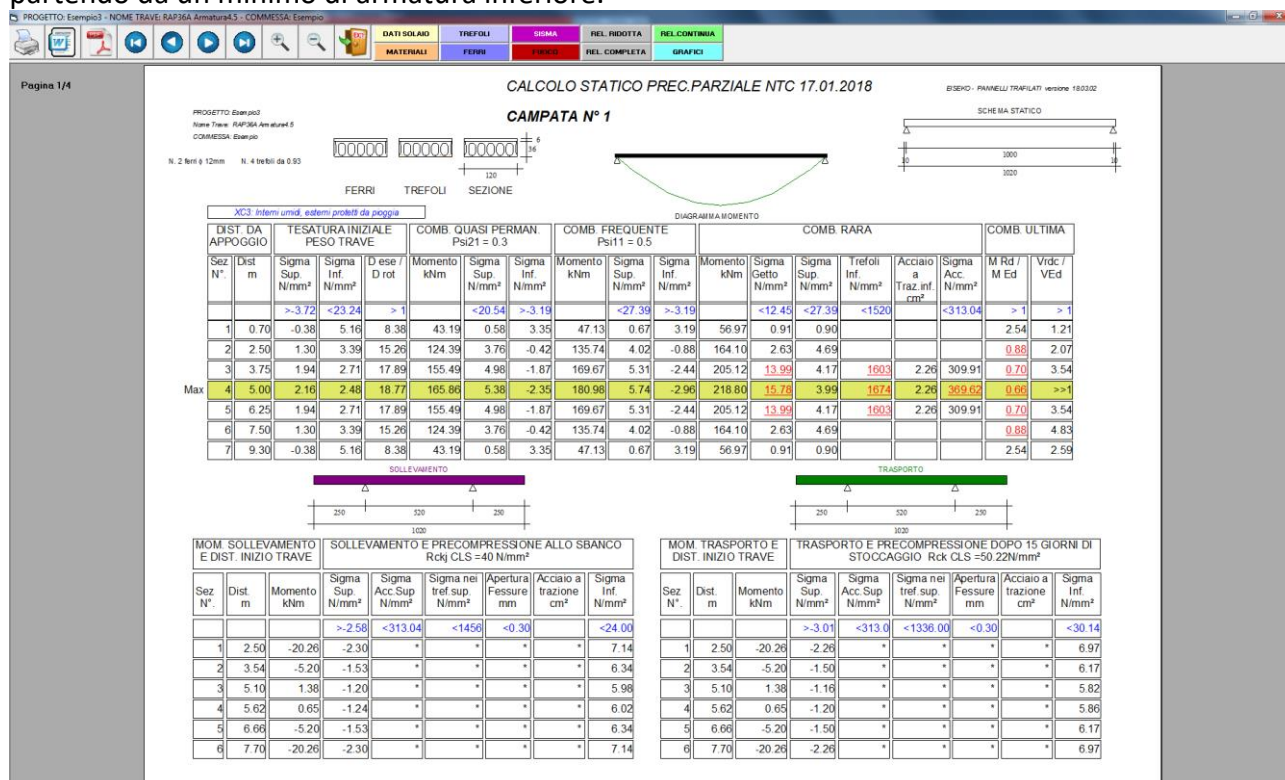 partendo da un minimo di armatura inferiore.
PROGETTO: Esempio3 - NOME TRAVE: RAP36A Armatura4.5 - COMMESSA: Esempio
DATI SOLAIO TREFOLI SISMA REL. RIDOTTA REL.CONTINUA
MATERIALI FERRI FUOCO REL. COMPLETA GRAFICI
Pagina 1/4
CALCOLO STATICO PREC.PARZIALE NTC 17.01.2018
BISEKO - PANNELLI TRAFILATI versione 18.03.02
PROGETTO: Esempio3
Nome Trave: RAP36A Armatura4.5
COMMESSA: Esempio
CAMPATA N° 1
SCHEMA STATICO
N. 2 ferri ϕ 12mm N. 4 trefoli da 0.93
6
36
120
10 1000 10
1020
FERRI TREFOLI SEZIONE
DIAGRAMMA MOMENTO
XC3: Interni umidi, esterni protetti da pioggia
DIST. DA APPOGGIO TESATURA INIZIALE PESO TRAVE COMB. QUASI PERMAN. Psi21 = 0.3 COMB. FREQUENTE Psi11 = 0.5 COMB. RARA COMB. ULTIMA
Sez N°. Dist m Sigma Sup. N/mm² Sigma Inf. N/mm² D ese / D rot Momento kNm Sigma Sup. N/mm² Sigma Inf. N/mm² Momento kNm Sigma Sup. N/mm² Sigma Inf. N/mm² Momento kNm Sigma Getto N/mm² Sigma Sup. N/mm² Trefoli Inf. N/mm² Acciaio a Traz.inf. cm² Sigma Acc. N/mm² M Rd / M Ed Vrdc / VEd
>-3.72 <23.24 > 1 <20.54 >-3.19 <27.39 >-3.19 <12.45 <27.39 <1520 <313.04 > 1 > 1
1 0.70 -0.38 5.16 8.38 43.19 0.58 3.35 47.13 0.67 3.19 56.97 0.91 0.90 2.54 1.21
2 2.50 1.30 3.39 15.26 124.39 3.76 -0.42 135.74 4.02 -0.88 164.10 2.63 4.69 0.88 2.07
3 3.75 1.94 2.71 17.89 155.49 4.98 -1.87 169.67 5.31 -2.44 205.12 13.99 4.17 1603 2.26 309.91 0.70 3.54
Max 4 5.00 2.16 2.48 18.77 165.86 5.38 -2.35 180.98 5.74 -2.96 218.80 15.78 3.99 1674 2.26 369.62 0.66 >>1
5 6.25 1.94 2.71 17.89 155.49 4.98 -1.87 169.67 5.31 -2.44 205.12 13.99 4.17 1603 2.26 309.91 0.70 3.54
6 7.50 1.30 3.39 15.26 124.39 3.76 -0.42 135.74 4.02 -0.88 164.10 2.63 4.69 0.88 4.83
7 9.30 -0.38 5.16 8.38 43.19 0.58 3.35 47.13 0.67 3.19 56.97 0.91 0.90 2.54 2.59
SOLLEVAMENTO
250 520 250
1020
MOM. SOLLEVAMENTO E DIST. INIZIO TRAVE SOLLEVAMENTO E PRECOMPRESSIONE ALLO SBANCO Rckj CLS =40 N/mm²
Sez N°. Dist. m Momento kNm Sigma Sup. N/mm² Sigma Acc.Sup N/mm² Sigma nei tref.sup. N/mm² Apertura Fessure mm Acciaio a trazione cm² Sigma Inf. N/mm²
>-2.58 <313.04 <1456 <0.30 <24.00
1 2.50 -20.26 -2.30 * * * * 7.14
2 3.54 -5.20 -1.53 * * * * 6.34
3 5.10 1.38 -1.20 * * * * 5.98
4 5.62 0.65 -1.24 * * * * 6.02
5 6.66 -5.20 -1.53 * * * * 6.34
6 7.70 -20.26 -2.30 * * * * 7.14
TRASPORTO
250 520 250
1020
MOM. TRASPORTO E DIST. INIZIO TRAVE TRASPORTO E PRECOMPRESSIONE DOPO 15 GIORNI DI STOCCAGGIO Rck CLS =50.22N/mm²
Sez N°. Dist. m Momento kNm Sigma Sup. N/mm² Sigma Acc.Sup N/mm² Sigma nei tref.sup. N/mm² Apertura Fessure mm Acciaio a trazione cm² Sigma Inf. N/mm²
>-3.01 <313.0 <1336.00 <0.30 <30.14
1 2.50 -20.26 -2.26 * * * * 6.97
2 3.54 -5.20 -1.50 * * * * 6.17
3 5.10 1.38 -1.16 * * * * 5.82
4 5.62 0.65 -1.20 * * * * 5.86
5 6.66 -5.20 -1.50 * * * * 6.17
6 7.70 -20.26 -2.26 * * * * 6.97